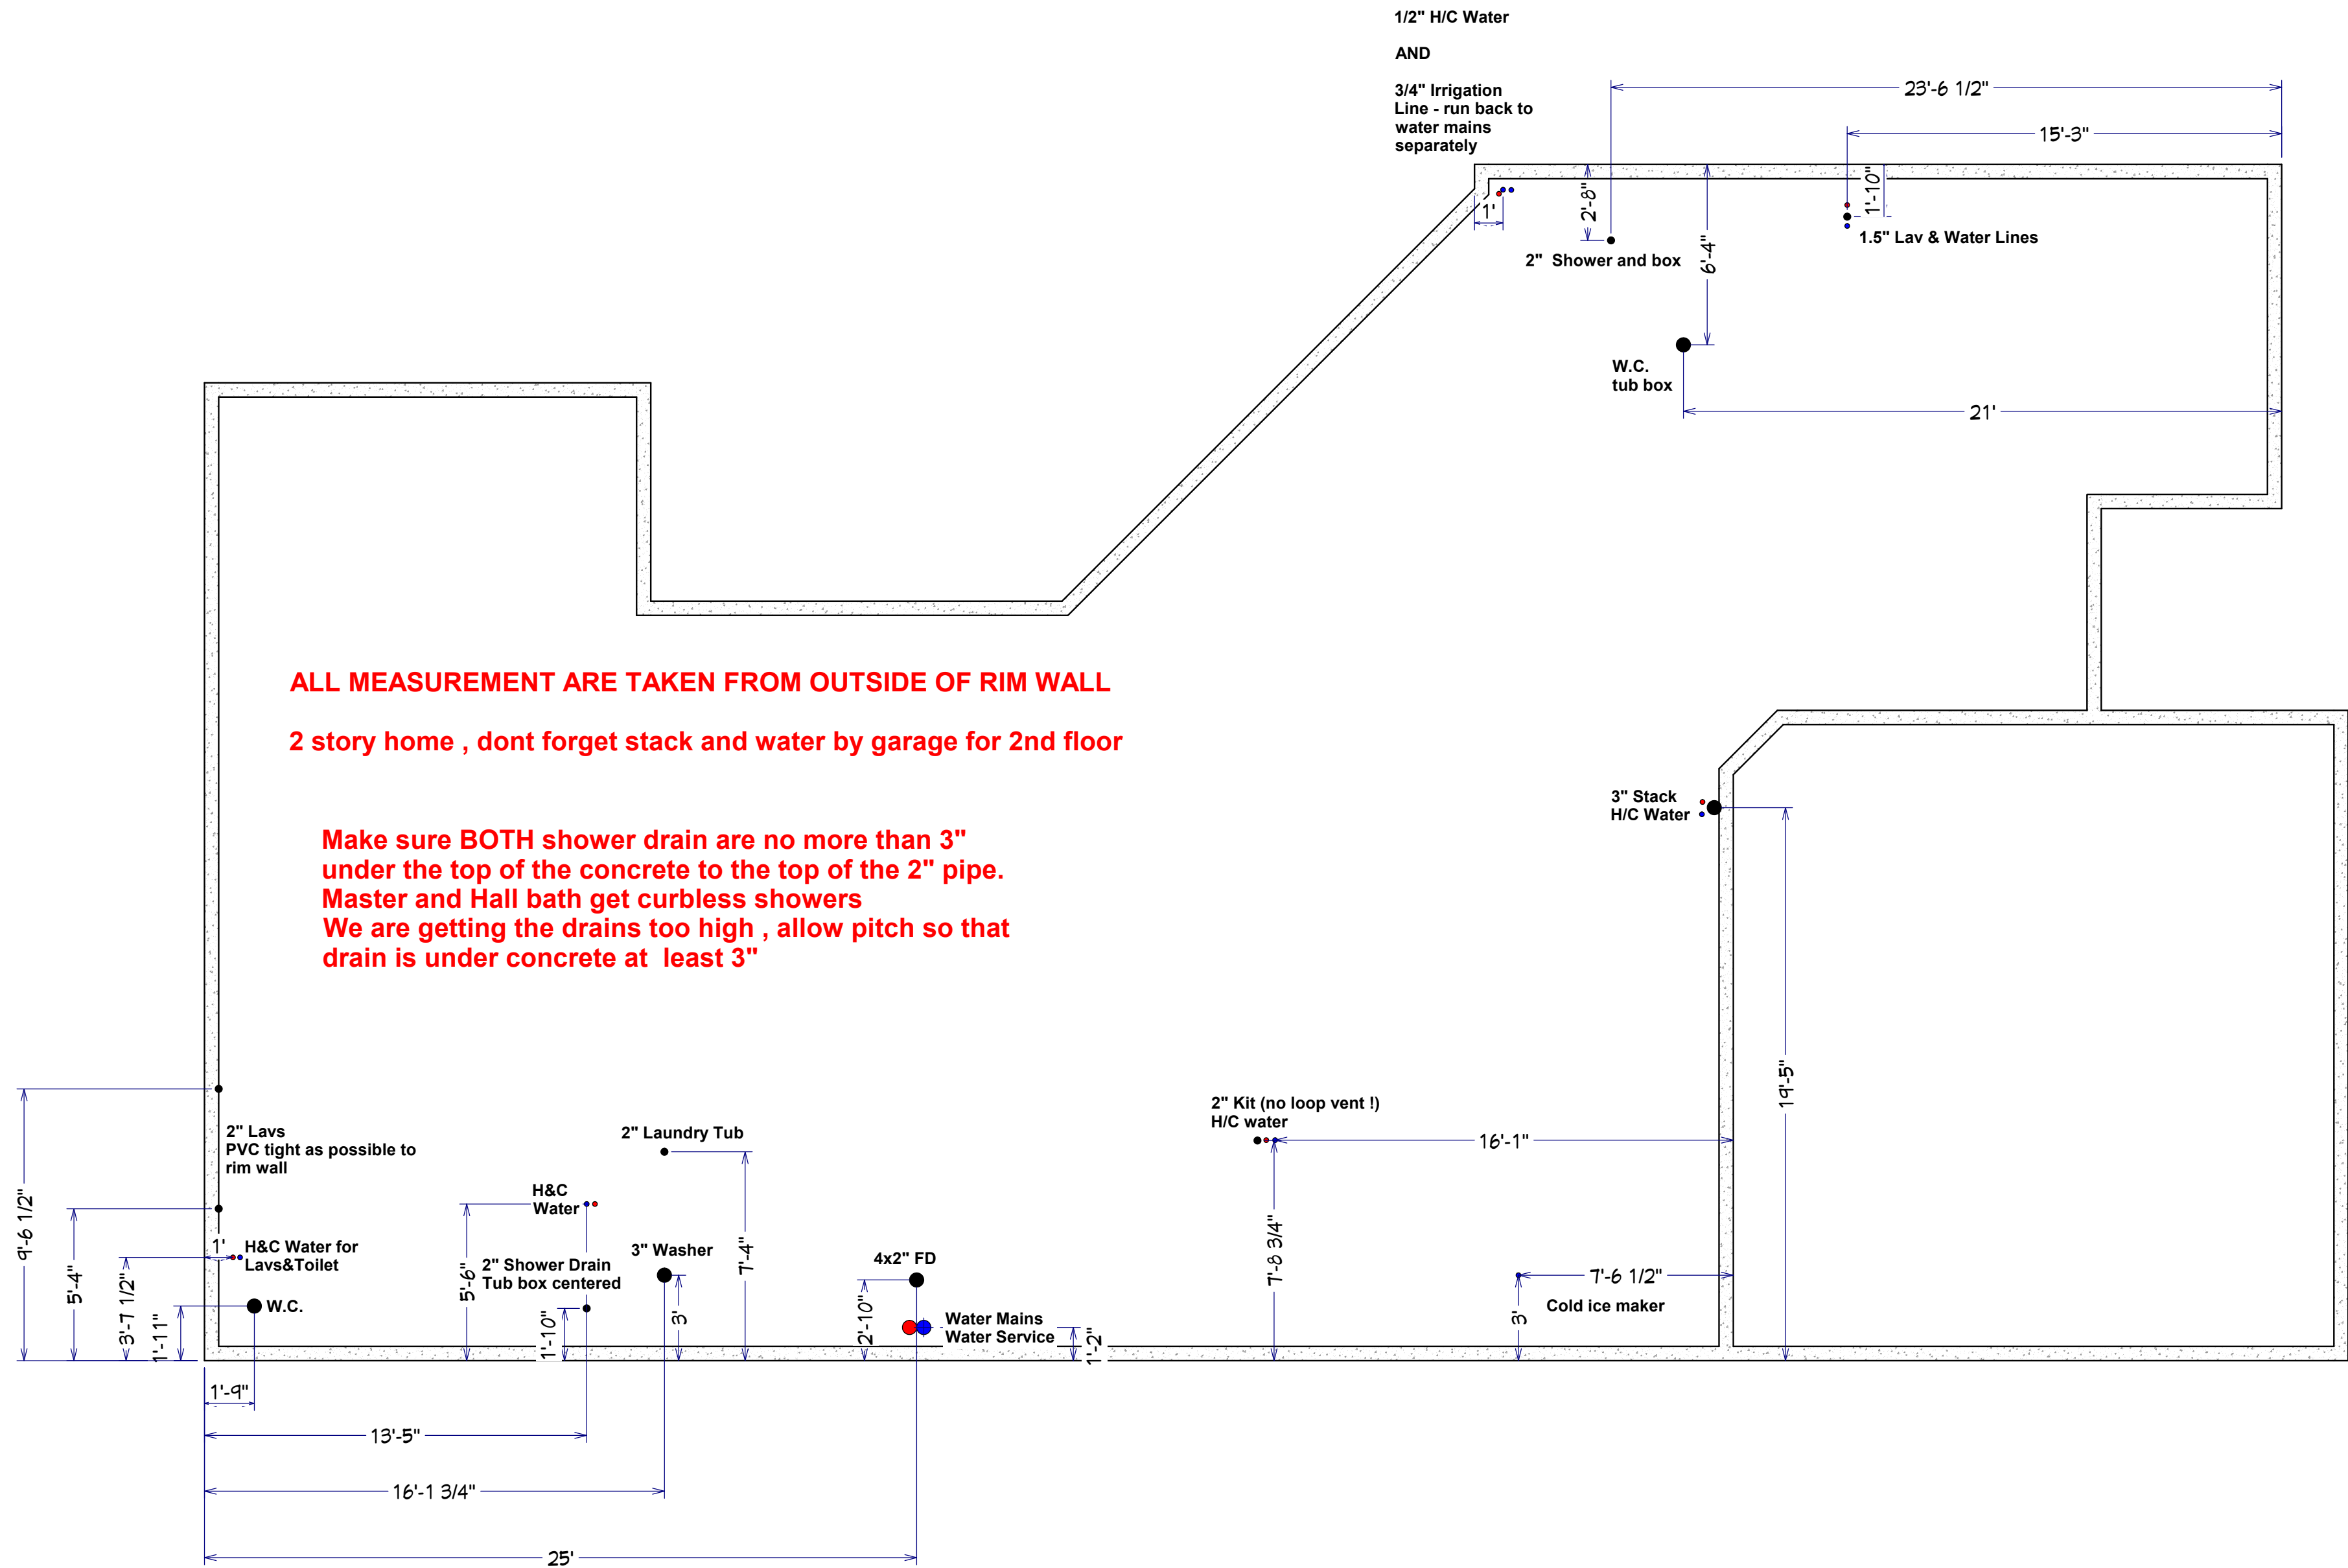 1/2" H/C Water
AND
3/4" Irrigation
Line - run back to
water mains
separately
23'-6 1/2"
15'-3"
1'-10"
2'-8"
1'
6'-4"
1.5" Lav & Water Lines
2"  Shower and box
W.C.
tub box
21'
ALL MEASUREMENT ARE TAKEN FROM OUTSIDE OF RIM WALL
2 story home , dont forget stack and water by garage for 2nd floor
3" Stack
H/C Water
Make sure BOTH shower drain are no more than 3"
under the top of the concrete to the top of the 2" pipe.
Master and Hall bath get curbless showers
We are getting the drains too high , allow pitch so that
drain is under concrete at  least 3"
19'-5"
2" Kit (no loop vent !)
H/C water
16'-1"
2" Lavs
PVC tight as possible to
rim wall
2" Laundry Tub
H&C
Water
9'-6 1/2"
5'-4"
3'-7 1/2"
1'-11"
1'
H&C Water for
Lavs&Toilet
W.C.
5'-6"
2" Shower Drain
Tub box centered
1'-10"
3" Washer
3'
7'-4"
4x2" FD
2'-10"
Water Mains
Water Service
1'-2"
7'-8 3/4"
7'-6 1/2"
3'
Cold ice maker
1'-9"
13'-5"
16'-1 3/4"
25'